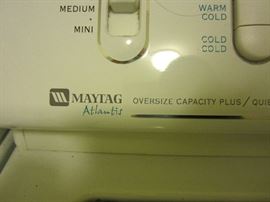 MEDIUM
•
MINI
WARM
COLD
COLD
COLD
MAYTAG
Atlantis
OVERSIZE CAPACITY PLUS / QUI